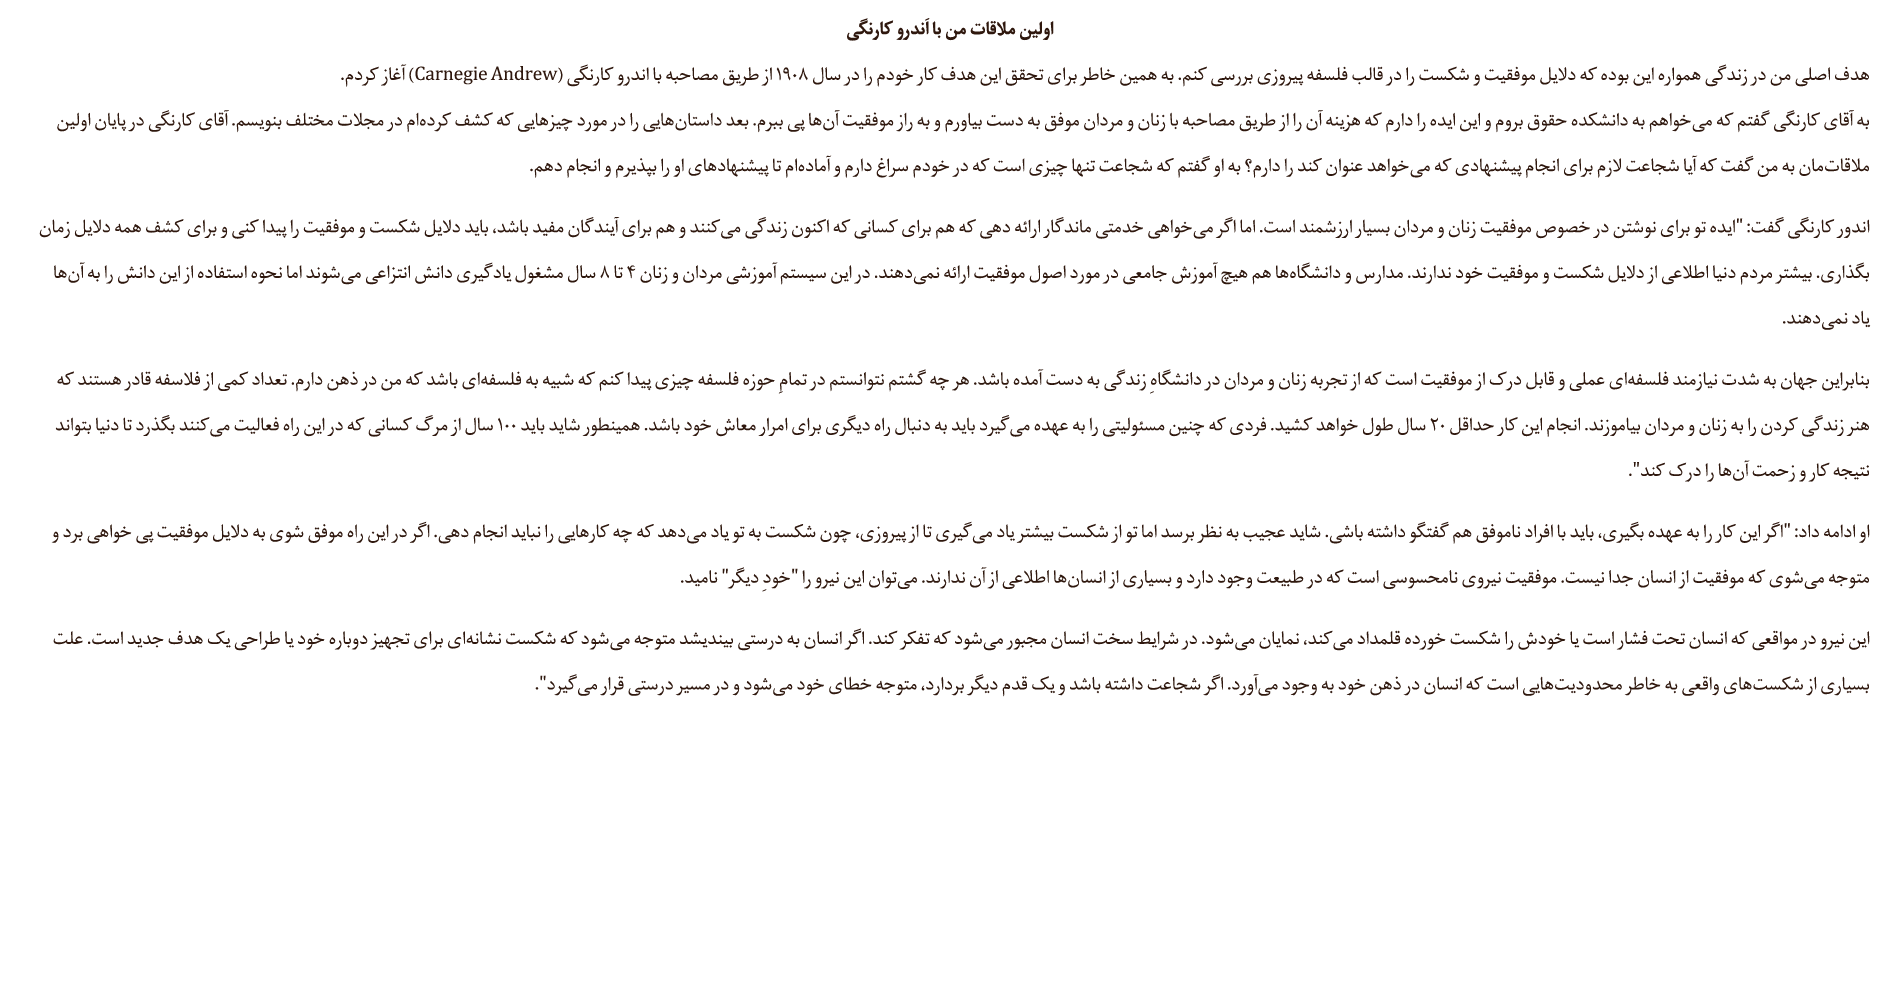 اولین ملاقات من با اَندرو کارنگی
هدف اصلی من در زندگی همواره این بوده که دلایل موفقیت و شکست را در قالب فلسفه پیروزی بررسی کنم. به همین خاطر برای تحقق این هدف کار خودم را در سال ۱۹۰۸ از طریق مصاحبه با اندرو کارنگی (Carnegie Andrew) آغاز کردم.
به آقای کارنگی گفتم که می‌خواهم به دانشکده حقوق بروم و این ایده را دارم که هزینه آن را از طریق مصاحبه با زنان و مردان موفق به دست بیاورم و به راز موفقیت آن‌ها پی ببرم. بعد داستان‌هایی را در مورد چیزهایی که کشف کرده‌ام در مجلات مختلف بنویسم. آقای کارنگی در پایان اولین
ملاقات‌مان به من گفت که آیا شجاعت لازم برای انجام پیشنهادی که می‌خواهد عنوان کند را دارم؟ به او گفتم که شجاعت تنها چیزی است که در خودم سراغ دارم و آماده‌ام تا پیشنهادهای او را بپذیرم و انجام دهم.
اندور کارنگی گفت: "ایده تو برای نوشتن در خصوص موفقیت زنان و مردان بسیار ارزشمند است. اما اگر می‌خواهی خدمتی ماندگار ارائه دهی که هم برای کسانی که اکنون زندگی می‌کنند و هم برای آیندگان مفید باشد، باید دلایل شکست و موفقیت را پیدا کنی و برای کشف همه دلایل زمان
بگذاری. بیشتر مردم دنیا اطلاعی از دلایل شکست و موفقیت خود ندارند. مدارس و دانشگاه‌ها هم هیچ آموزش جامعی در مورد اصول موفقیت ارائه نمی‌دهند. در این سیستم آموزشی مردان و زنان ۴ تا ۸ سال مشغول یادگیری دانش انتزاعی می‌شوند اما نحوه استفاده از این دانش را به آن‌ها
یاد نمی‌دهند.
بنابراین جهان به شدت نیازمند فلسفه‌ای عملی و قابل درک از موفقیت است که از تجربه زنان و مردان در دانشگاهِ زندگی به دست آمده باشد. هر چه گشتم نتوانستم در تمامِ حوزه فلسفه چیزی پیدا کنم که شبیه به فلسفه‌ای باشد که من در ذهن دارم. تعداد کمی از فلاسفه قادر هستند که
هنر زندگی کردن را به زنان و مردان بیاموزند. انجام این کار حداقل ۲۰ سال طول خواهد کشید. فردی که چنین مسئولیتی را به عهده می‌گیرد باید به دنبال راه دیگری برای امرار معاش خود باشد. همینطور شاید باید ۱۰۰ سال از مرگ کسانی که در این راه فعالیت می‌کنند بگذرد تا دنیا بتواند
نتیجه کار و زحمت آن‌ها را درک کند".
او ادامه داد: "اگر این کار را به عهده بگیری، باید با افراد ناموفق هم گفتگو داشته باشی. شاید عجیب به نظر برسد اما تو از شکست بیشتر یاد می‌گیری تا از پیروزی، چون شکست به تو یاد می‌دهد که چه کارهایی را نباید انجام دهی. اگر در این راه موفق شوی به دلایل موفقیت پی خواهی برد و
متوجه می‌شوی که موفقیت از انسان جدا نیست. موفقیت نیروی نامحسوسی است که در طبیعت وجود دارد و بسیاری از انسان‌ها اطلاعی از آن ندارند. می‌توان این نیرو را "خودِ دیگر" نامید.
این نیرو در مواقعی که انسان تحت فشار است یا خودش را شکست خورده قلمداد می‌کند، نمایان می‌شود. در شرایط سخت انسان مجبور می‌شود که تفکر کند. اگر انسان به درستی بیندیشد متوجه می‌شود که شکست نشانه‌ای برای تجهیز دوباره خود یا طراحی یک هدف جدید است. علت
بسیاری از شکست‌های واقعی به خاطر محدودیت‌هایی است که انسان در ذهن خود به وجود می‌آورد. اگر شجاعت داشته باشد و یک قدم دیگر بردارد، متوجه خطای خود می‌شود و در مسیر درستی قرار می‌گیرد".